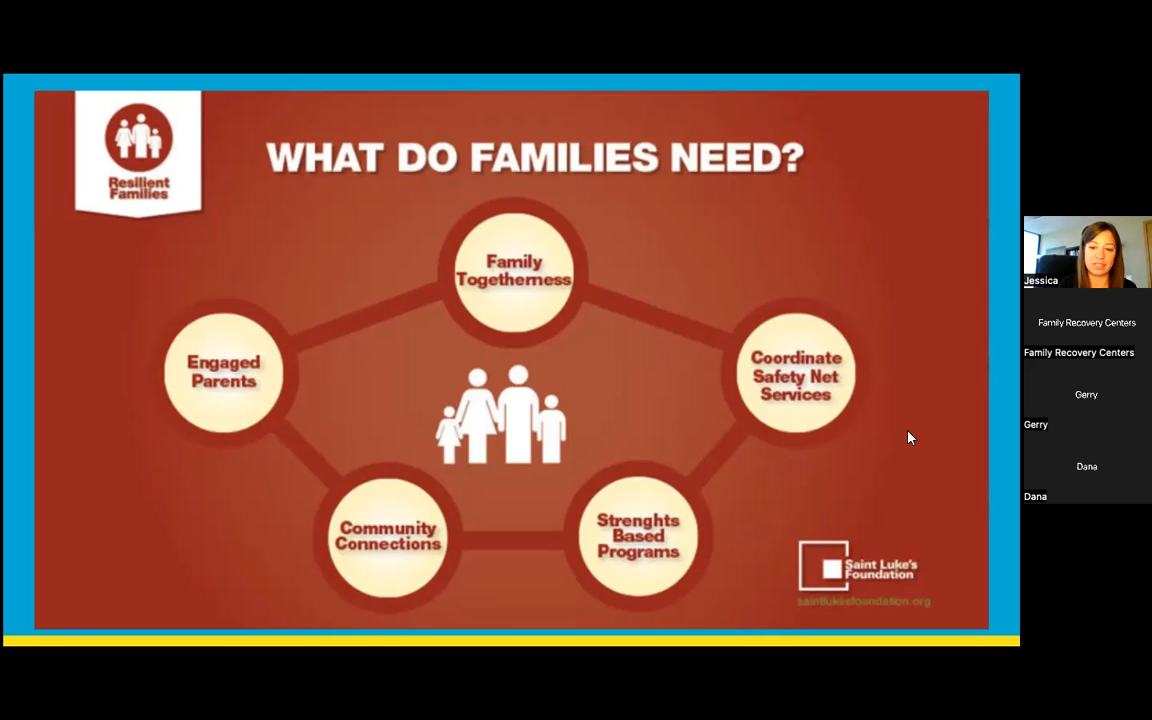 Resilient
Families
WHAT DO FAMILIES NEED?
Family
Togetherness
Engaged
Parents
Coordinate
Safety Net
Services
Community
Connections
Strenghts
Based
Programs
Saint Luke's
Foundation
saintlukesfoundation.org
Jessica
Family Recovery Centers
Family Recovery Centers
Gerry
Gerry
Dana
Dana